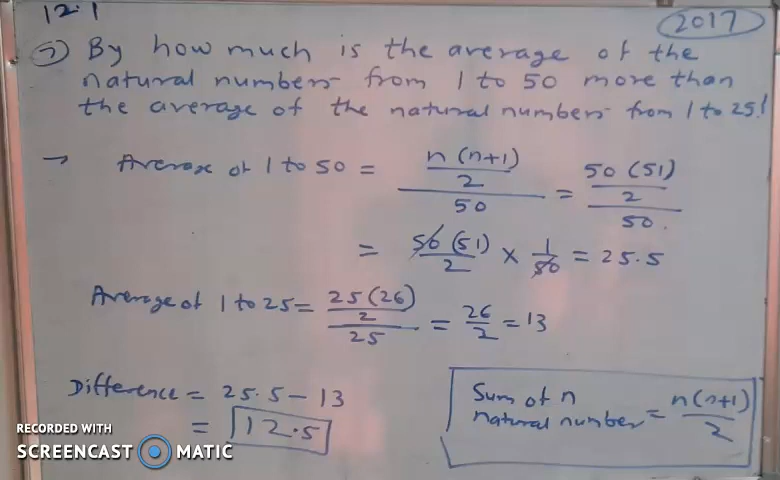 12.1
2017
7) By how much is the average of the
natural numbers from 1 to 50 more than
the average of the natural numbers from 1 to 25!
→ Average of 1 to 50 = (n(n+1)/2)/50 = (50(51)/2)/50.
= 50(51)/2 × 1/50 = 25.5
Average of 1 to 25 = (25(26)/2)/25 = 26/2 = 13
Difference = 25.5 - 13
= 12.5
Sum of n
natural number = n(n+1)/2
RECORDED WITH
SCREENCAST MATIC